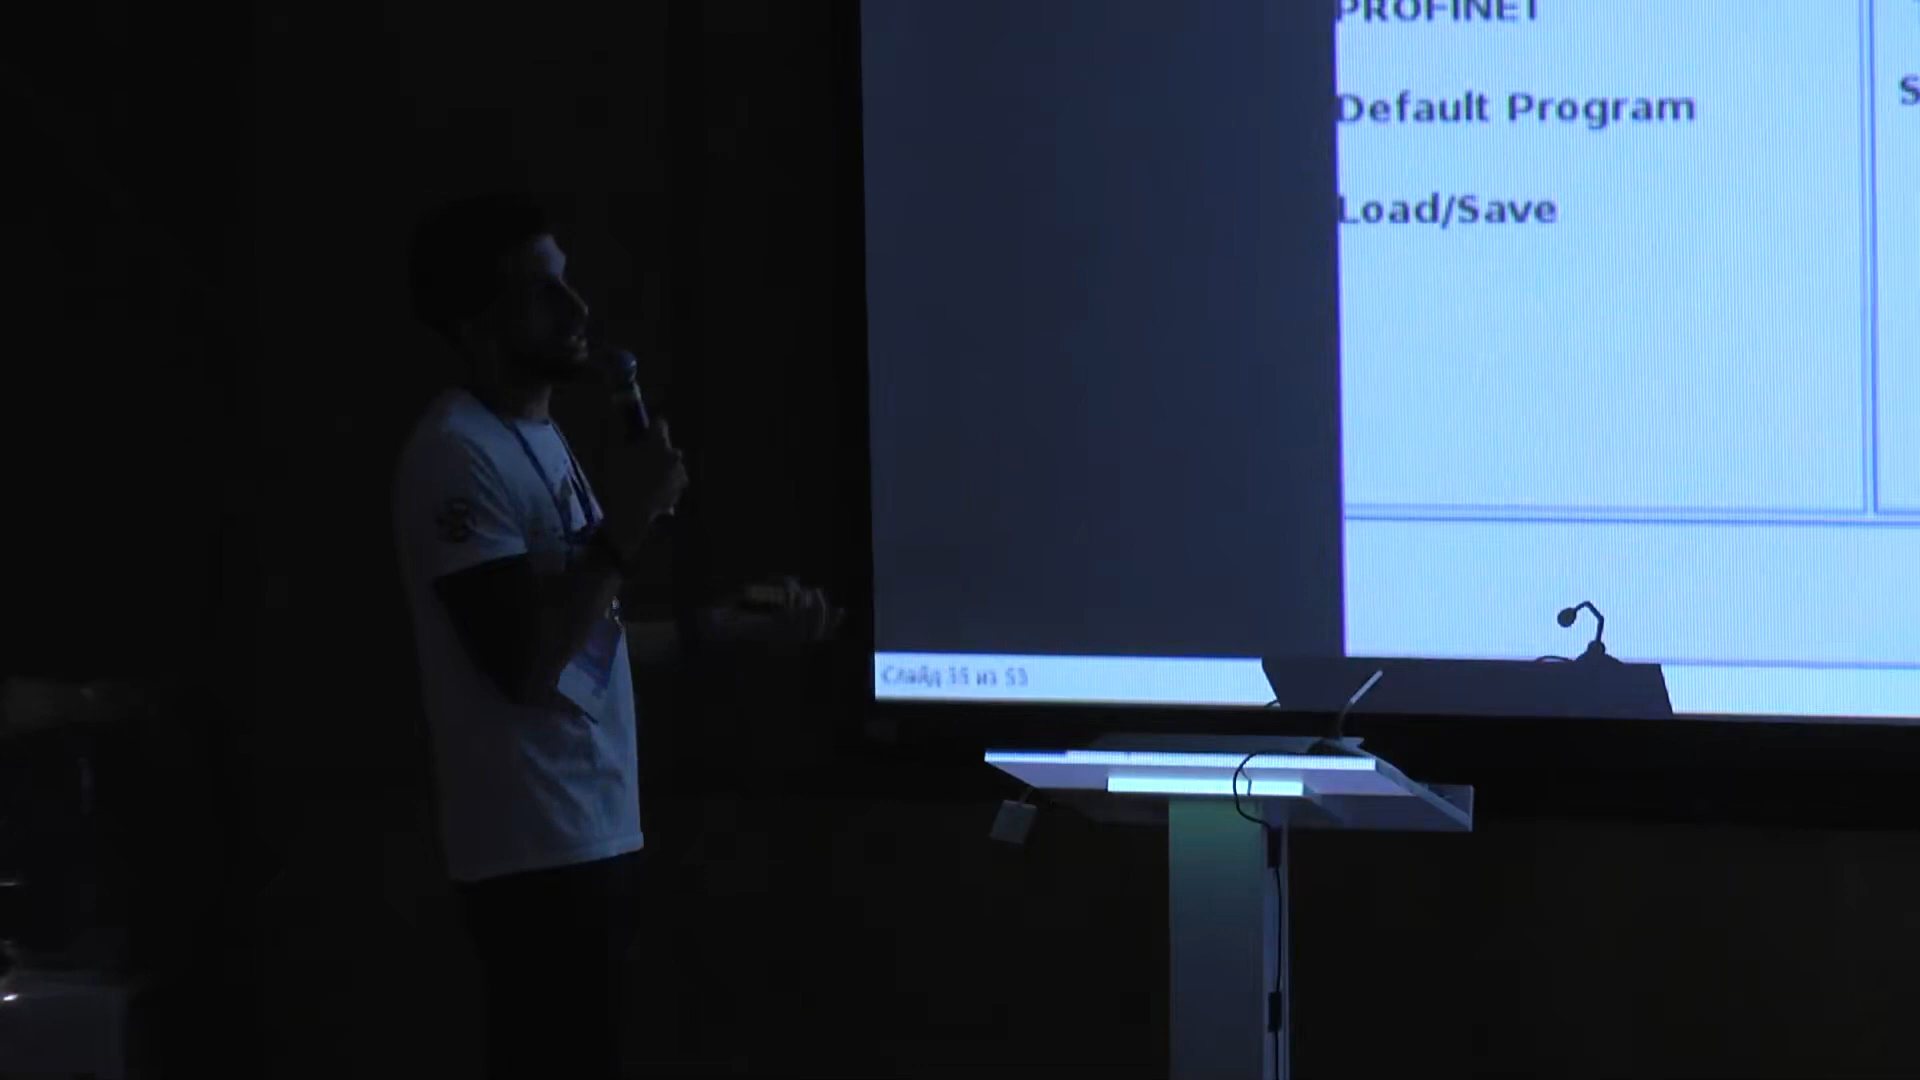 PROFINET
Default Program
Load/Save
Слайд 35 из 53